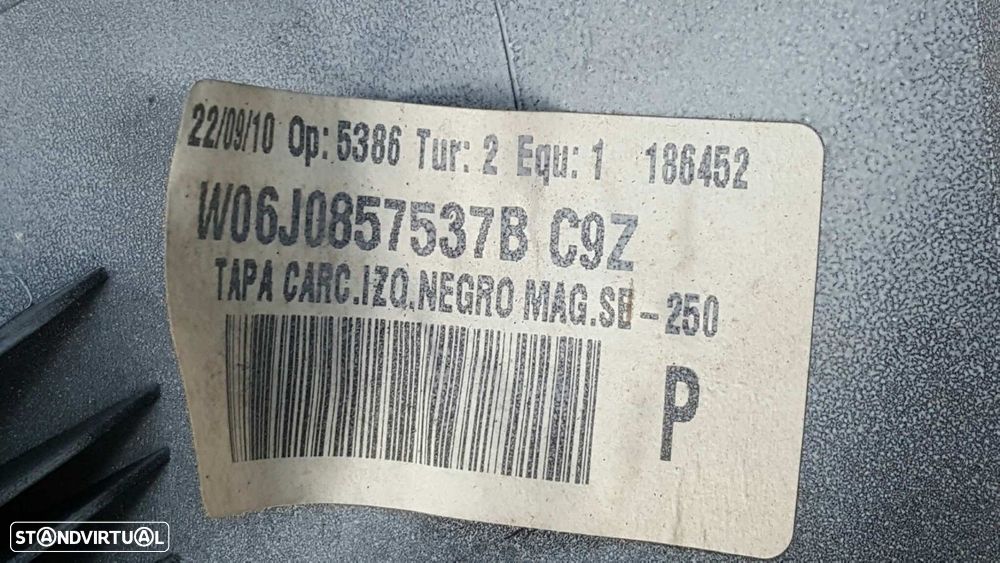 22/09/10 Op: 5386 Tur: 2 Equ: 1 186452
W06J0857537B C9Z
TAPA CARC.IZQ.NEGRO MAG.SE-250
P
STANDVIRTUAL